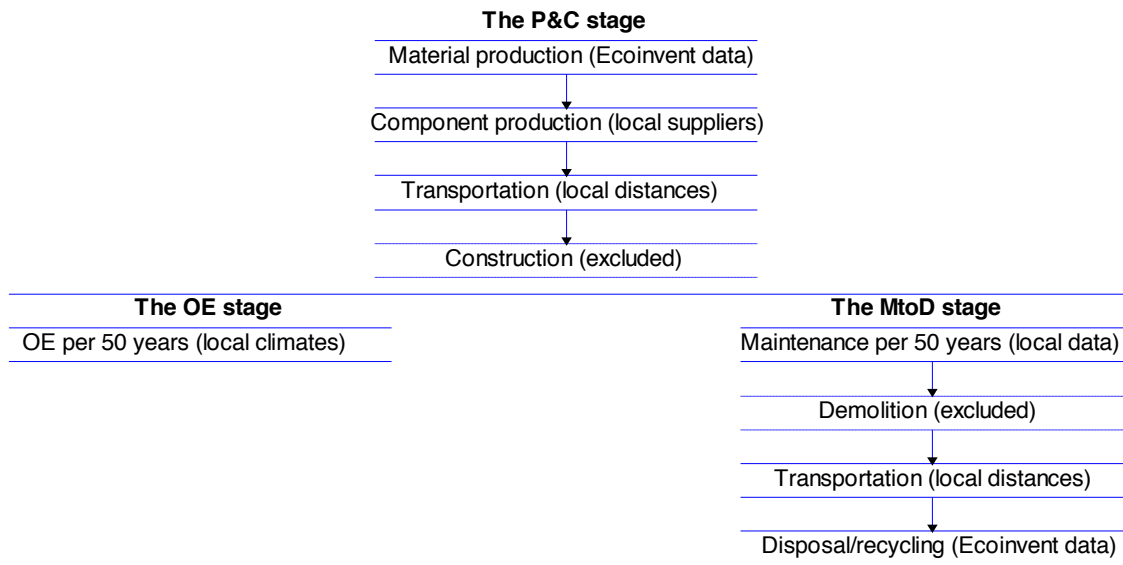 The P&C stage
Material production (Ecoinvent data)
Component production (local suppliers)
Transportation (local distances)
Construction (excluded)
The OE stage
OE per 50 years (local climates)
The MtoD stage
Maintenance per 50 years (local data)
Demolition (excluded)
Transportation (local distances)
Disposal/recycling (Ecoinvent data)